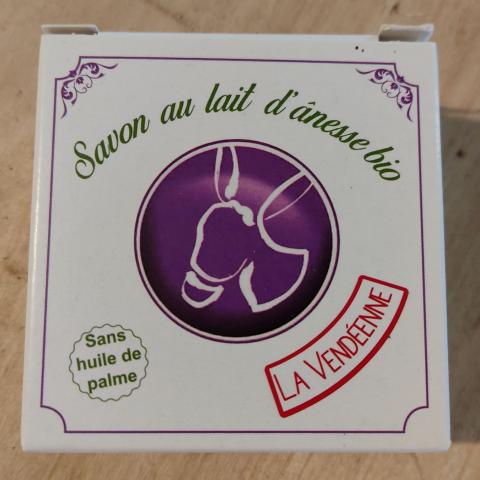 Savon au lait d'ânesse bio
Sans
huile de
palme
LA VENDÉENNE